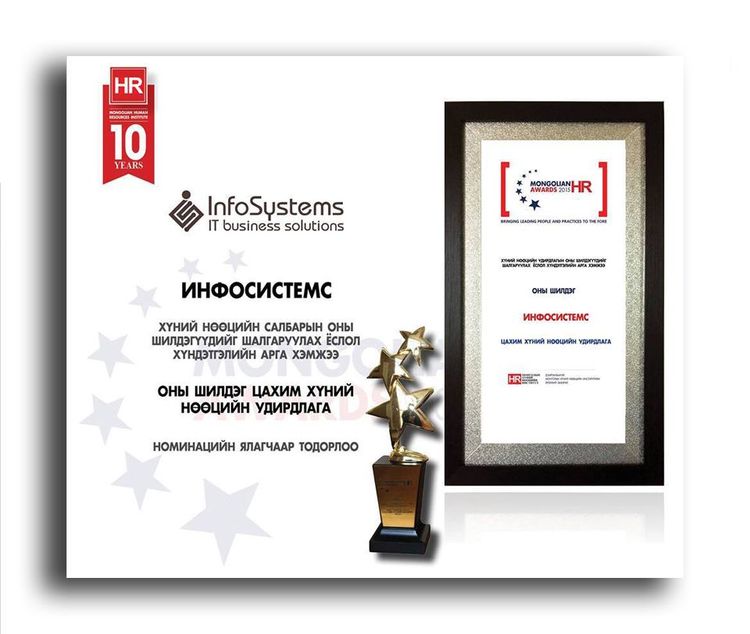 HR
MONGOLIAN HUMAN
RESOURCES INSTITUTE
10
YEARS
InfoSystems
IT business solutions
ИНФОСИСТЕМС
ХҮНИЙ НӨӨЦИЙН САЛБАРЫН ОНЫ
ШИЛДЭГҮҮДИЙГ ШАЛГАРУУЛАХ ЁСЛОЛ
ХҮНДЭТГЭЛИЙН АРГА ХЭМЖЭЭ
ОНЫ ШИЛДЭГ ЦАХИМ ХҮНИЙ
НӨӨЦИЙН УДИРДЛАГА
НОМИНАЦИЙН ЯЛАГЧААР ТОДОРЛОО
MONGOLIAN
AWARDS 2015 HR
BRINGING LEADING PEOPLE AND PRACTICES TO THE FORE
ХҮНИЙ НӨӨЦИЙН УДИРДЛАГЫН ОНЫ ШИЛДЭГҮҮДИЙГ
ШАЛГАРУУЛАХ ЁСЛОЛ ХҮНДЭТГЭЛИЙН АРГА ХЭМЖЭЭ
ОНЫ ШИЛДЭГ
ИНФОСИСТЕМС
ЦАХИМ ХҮНИЙ НӨӨЦИЙН УДИРДЛАГА
HR